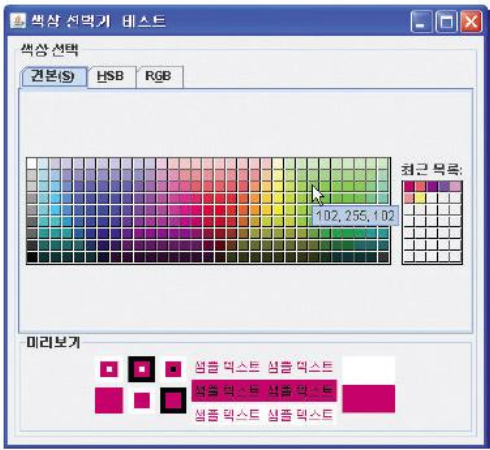 색상 선택기 테스트
색상 선택
견본(S) HSB RGB
최근 목록:
102, 255, 102
미리보기
샘플 텍스트 샘플 텍스트
샘플 텍스트 샘플 텍스트
샘플 텍스트 샘플 텍스트